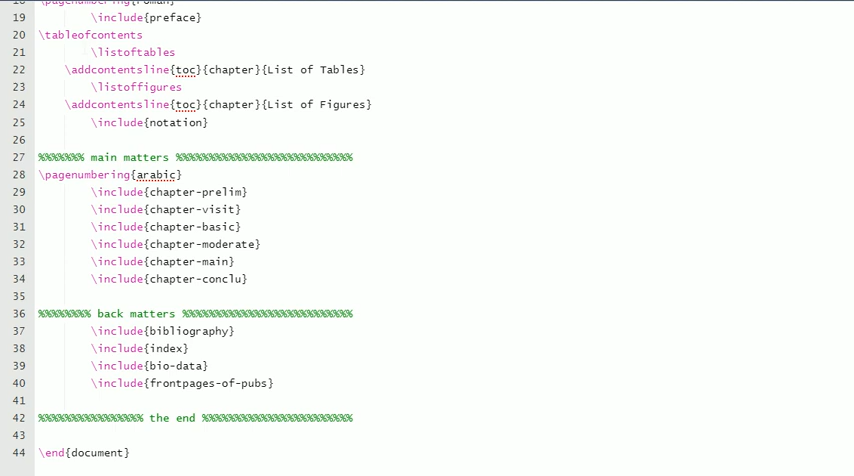 18 \pagenumbering{roman}
19 \include{preface}
20 \tableofcontents
21 \listoftables
22 \addcontentsline{toc}{chapter}{List of Tables}
23 \listoffigures
24 \addcontentsline{toc}{chapter}{List of Figures}
25 \include{notation}
26
27 %%%%%%% main matters %%%%%%%%%%%%%%%%%%%%%%%%%%%
28 \pagenumbering{arabic}
29 \include{chapter-prelim}
30 \include{chapter-visit}
31 \include{chapter-basic}
32 \include{chapter-moderate}
33 \include{chapter-main}
34 \include{chapter-conclu}
35
36 %%%%%%%% back matters %%%%%%%%%%%%%%%%%%%%%%%%%%
37 \include{bibliography}
38 \include{index}
39 \include{bio-data}
40 \include{frontpages-of-pubs}
41
42 %%%%%%%%%%%%%%%% the end %%%%%%%%%%%%%%%%%%%%%%%
43
44 \end{document}